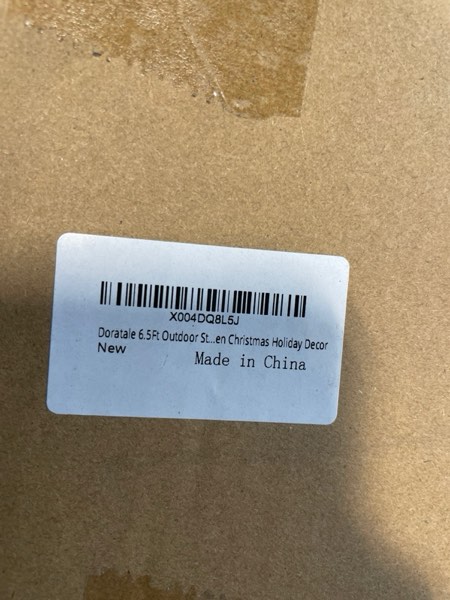 X004DQ8L5J
Doratale 6.5Ft Outdoor St...en Christmas Holiday Decor
New
Made in China